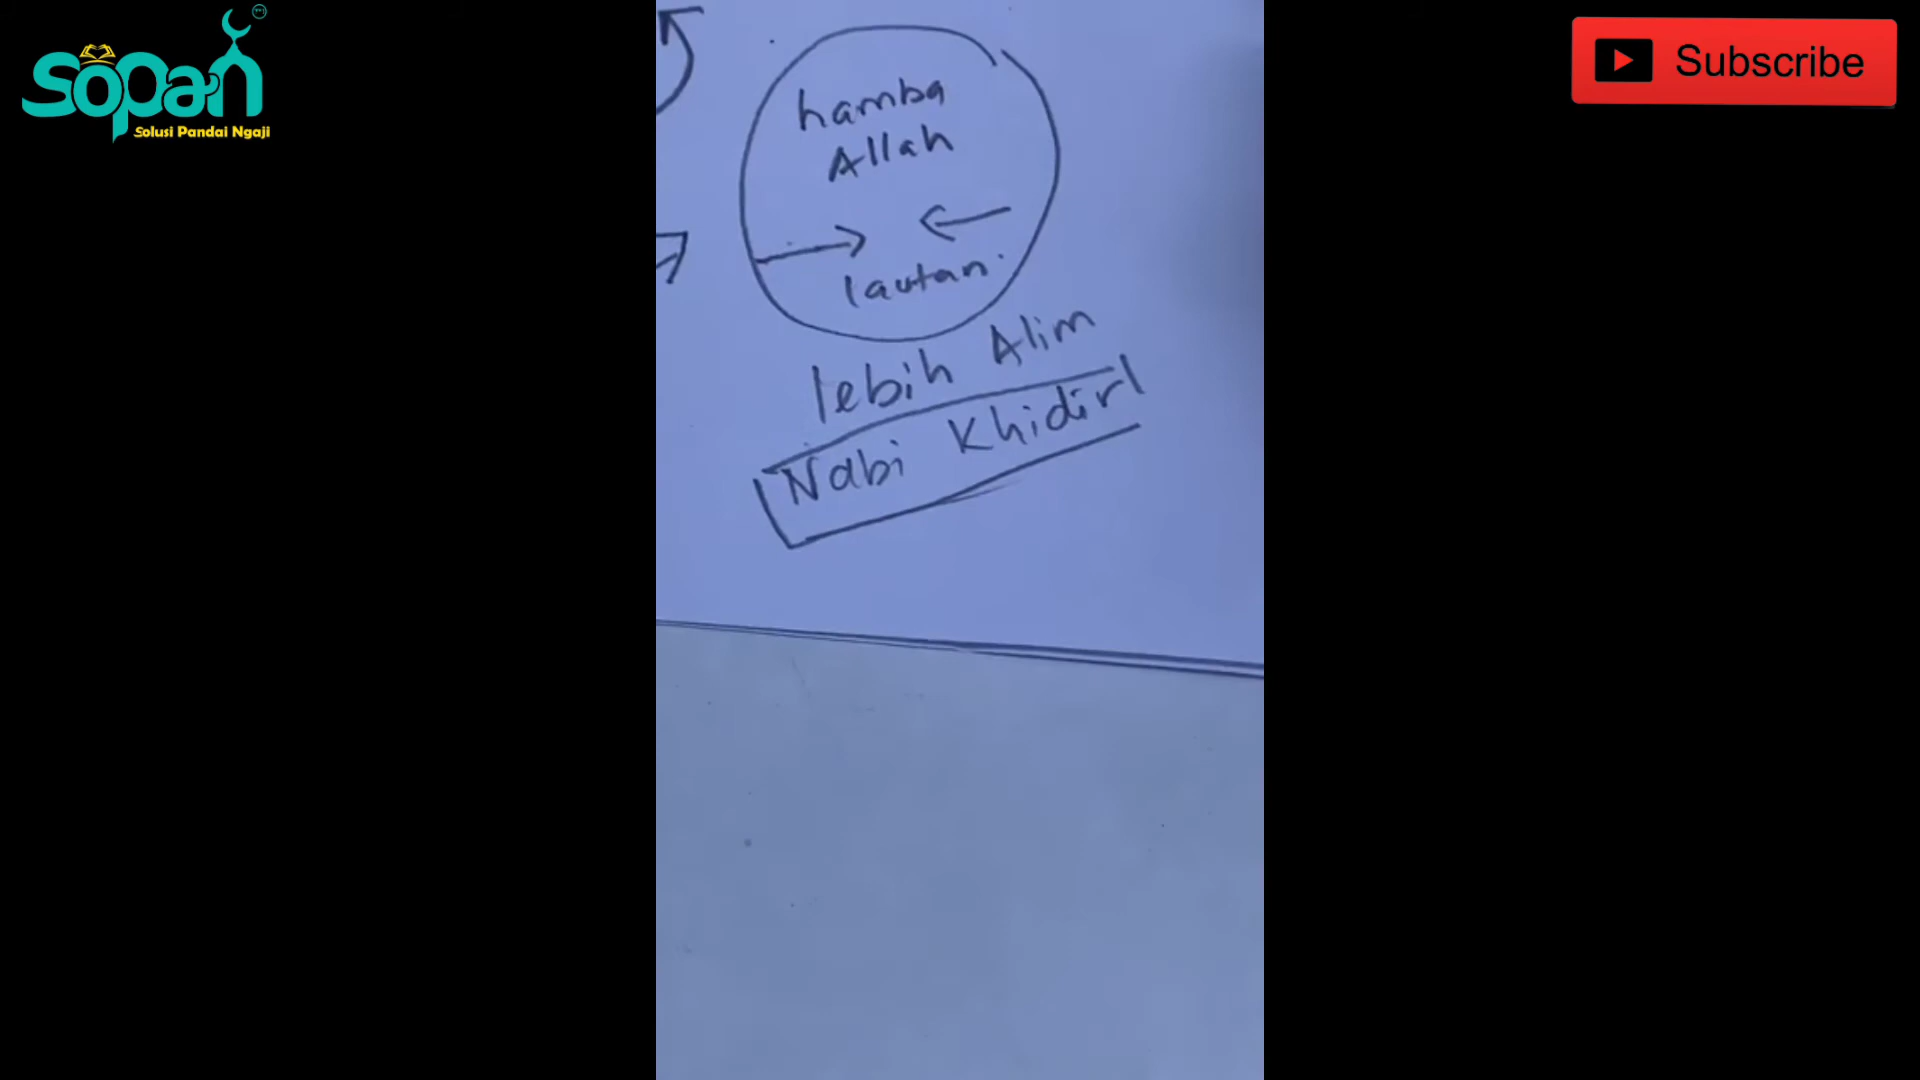 Sopan
Solusi Pandai Ngaji
Subscribe
hamba
Allah
lautan
lebih Alim
Nabi Khidir